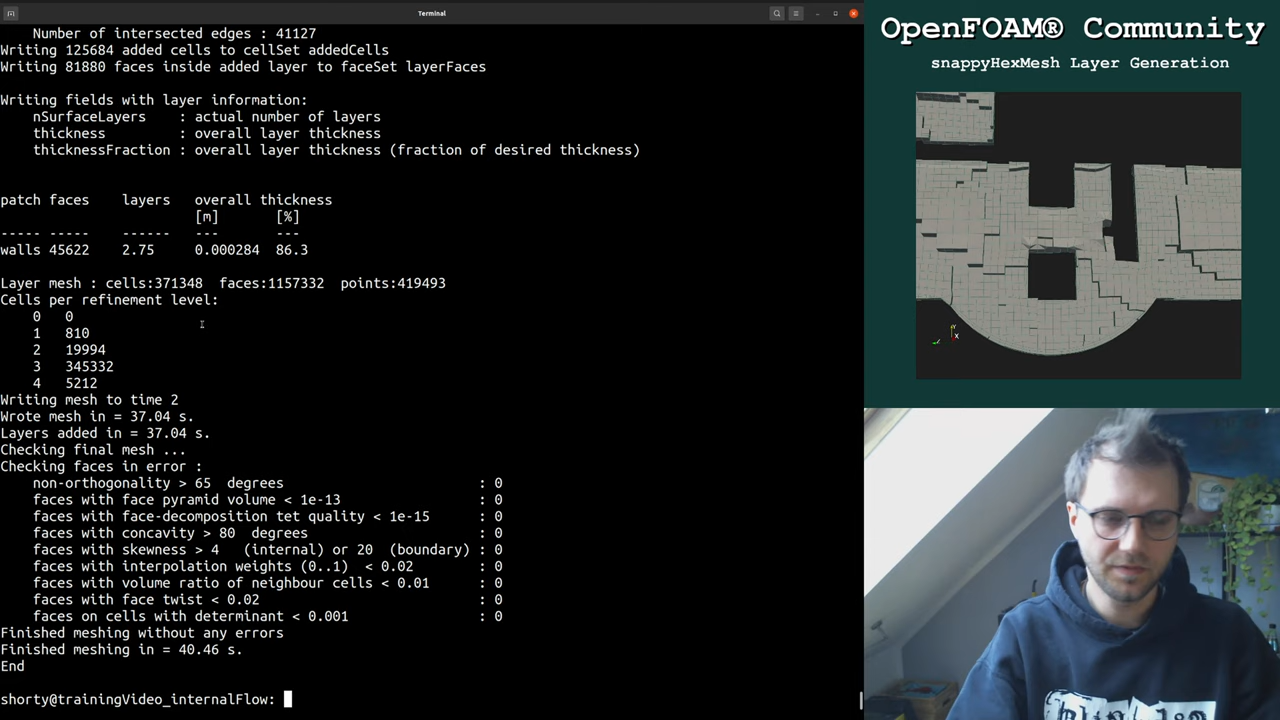 Terminal
Number of intersected edges : 41127
Writing 125684 added cells to cellSet addedCells
Writing 81880 faces inside added layer to faceSet layerFaces
Writing fields with layer information:
nSurfaceLayers : actual number of layers
thickness : overall layer thickness
thicknessFraction : overall layer thickness (fraction of desired thickness)
patch faces layers overall thickness
[m] [%]
----- ----- ------ --- ---
walls 45622 2.75 0.000284 86.3
Layer mesh : cells:371348 faces:1157332 points:419493
Cells per refinement level:
0 0
1 810
2 19994
3 345332
4 5212
Writing mesh to time 2
Wrote mesh in = 37.04 s.
Layers added in = 37.04 s.
Checking final mesh ...
Checking faces in error :
non-orthogonality > 65 degrees : 0
faces with face pyramid volume < 1e-13 : 0
faces with face-decomposition tet quality < 1e-15 : 0
faces with concavity > 80 degrees : 0
faces with skewness > 4 (internal) or 20 (boundary) : 0
faces with interpolation weights (0..1) < 0.02 : 0
faces with volume ratio of neighbour cells < 0.01 : 0
faces with face twist < 0.02 : 0
faces on cells with determinant < 0.001 : 0
Finished meshing without any errors
Finished meshing in = 40.46 s.
End
shorty@trainingVideo_internalFlow:
OpenFOAM® Community
snappyHexMesh Layer Generation
Y
X